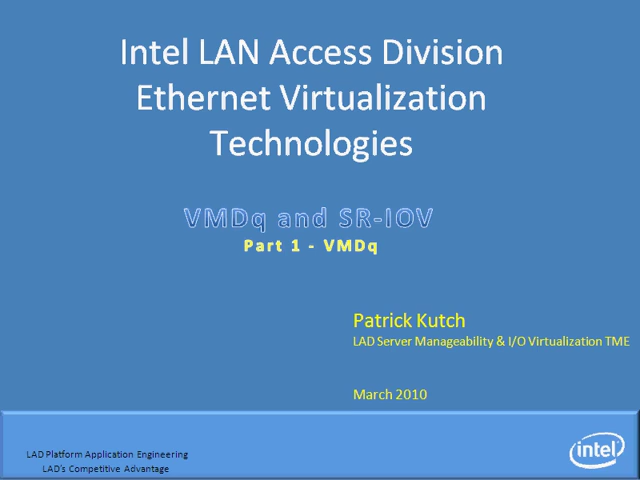 Intel LAN Access Division
Ethernet Virtualization
Technologies
VMDq and SR-IOV
Part 1 - VMDq
Patrick Kutch
LAD Server Manageability & I/O Virtualization TME
March 2010
LAD Platform Application Engineering
LAD's Competitive Advantage
intel